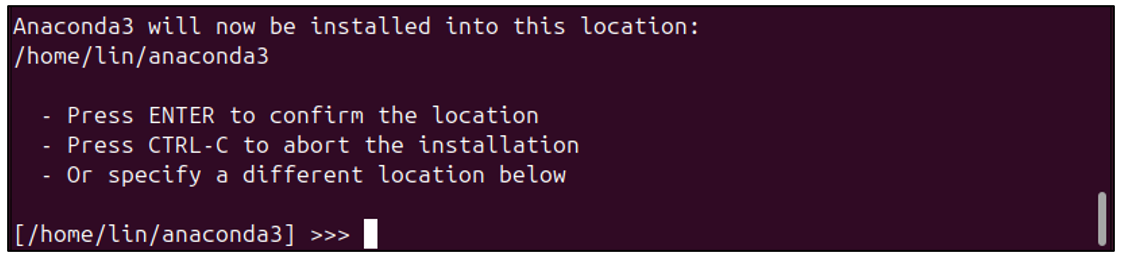 Anaconda3 will now be installed into this location:
/home/lin/anaconda3
- Press ENTER to confirm the location
- Press CTRL-C to abort the installation
- Or specify a different location below
[/home/lin/anaconda3] >>>